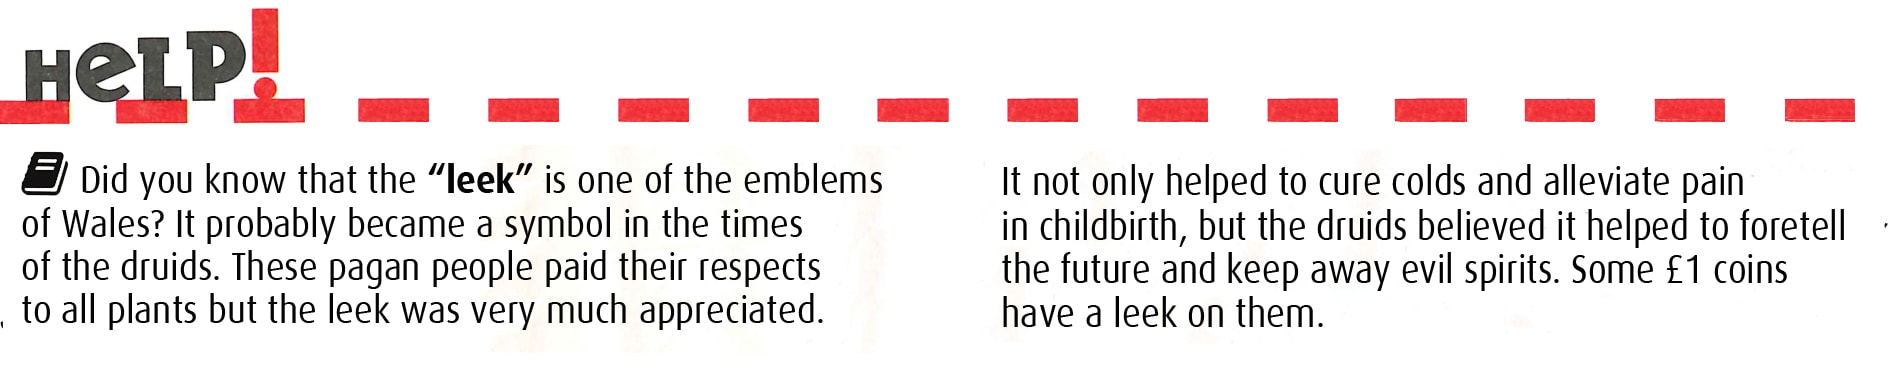 HeLP!
Did you know that the “leek” is one of the emblems
of Wales? It probably became a symbol in the times
of the druids. These pagan people paid their respects
to all plants but the leek was very much appreciated.
It not only helped to cure colds and alleviate pain
in childbirth, but the druids believed it helped to foretell
the future and keep away evil spirits. Some £1 coins
have a leek on them.